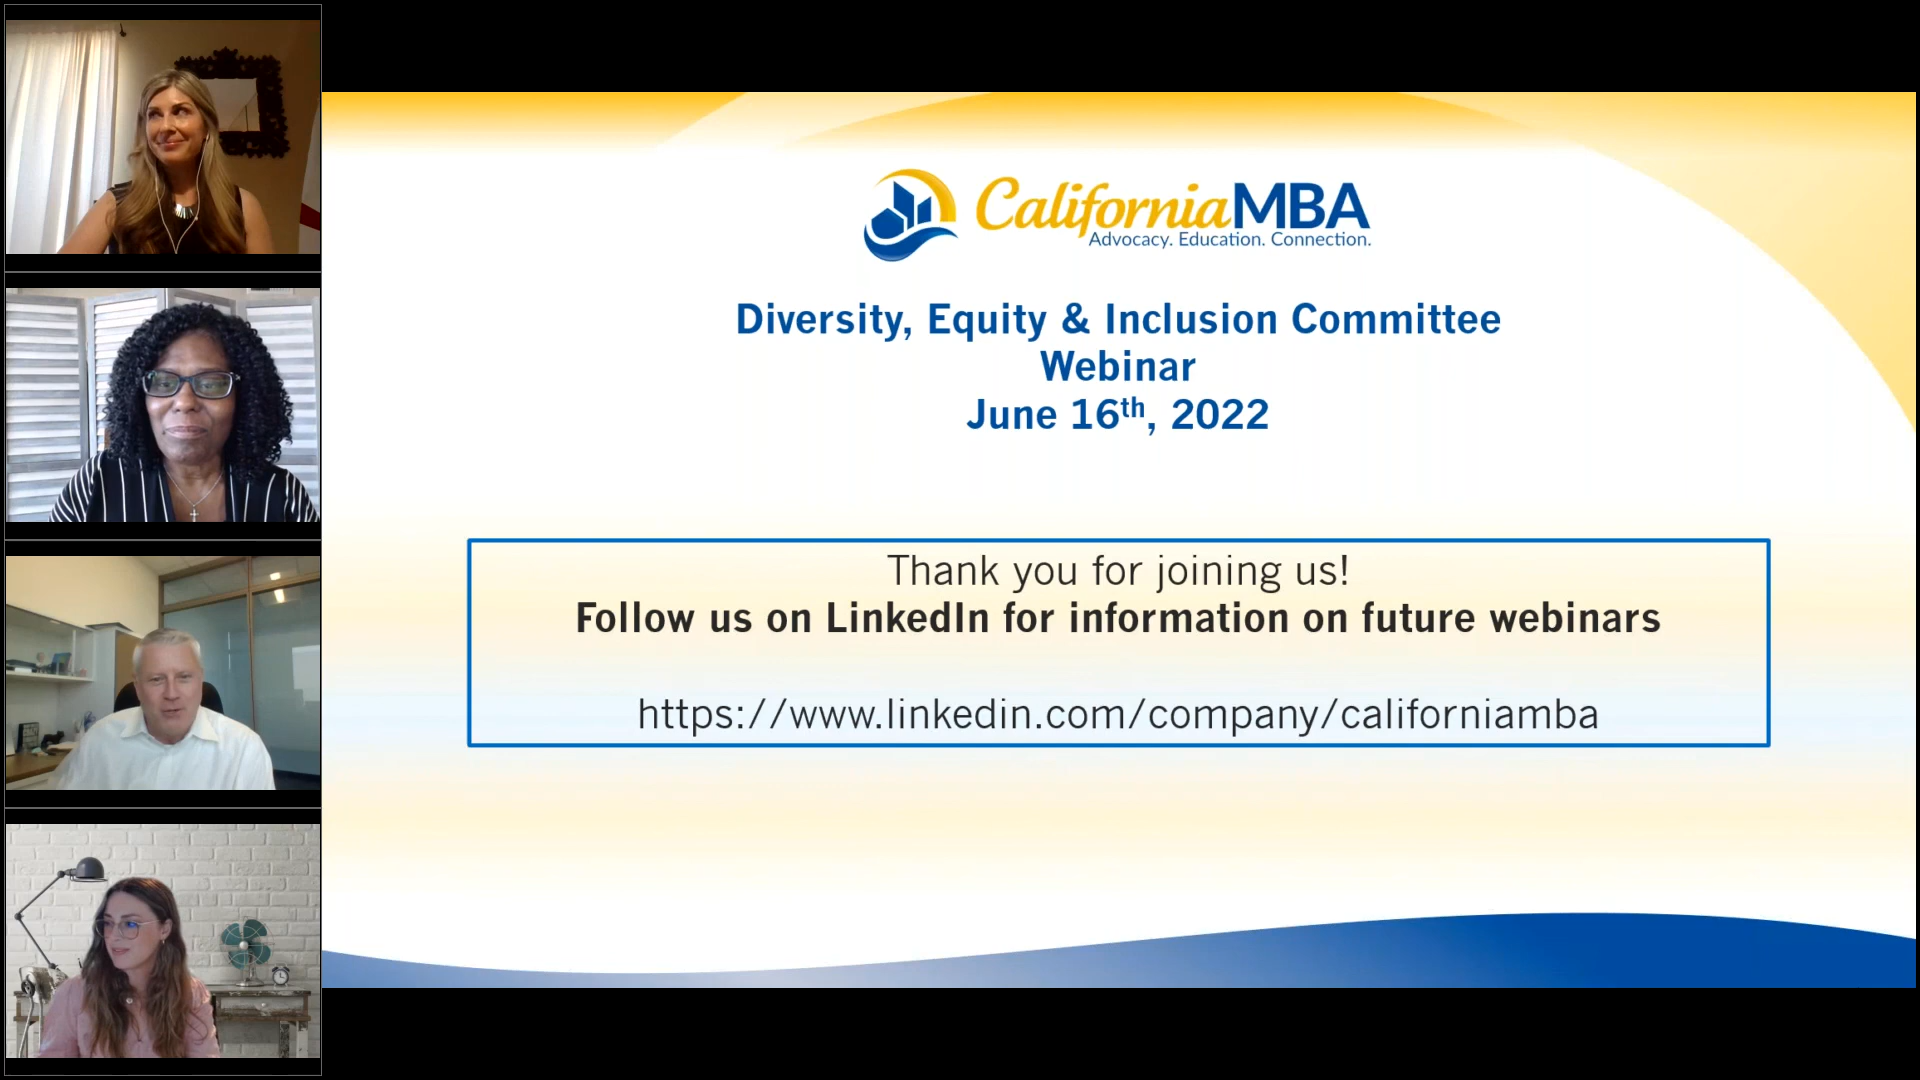 CaliforniaMBA
Advocacy. Education. Connection.
Diversity, Equity & Inclusion Committee
Webinar
June 16th, 2022
Thank you for joining us!
Follow us on LinkedIn for information on future webinars
https://www.linkedin.com/company/californiamba